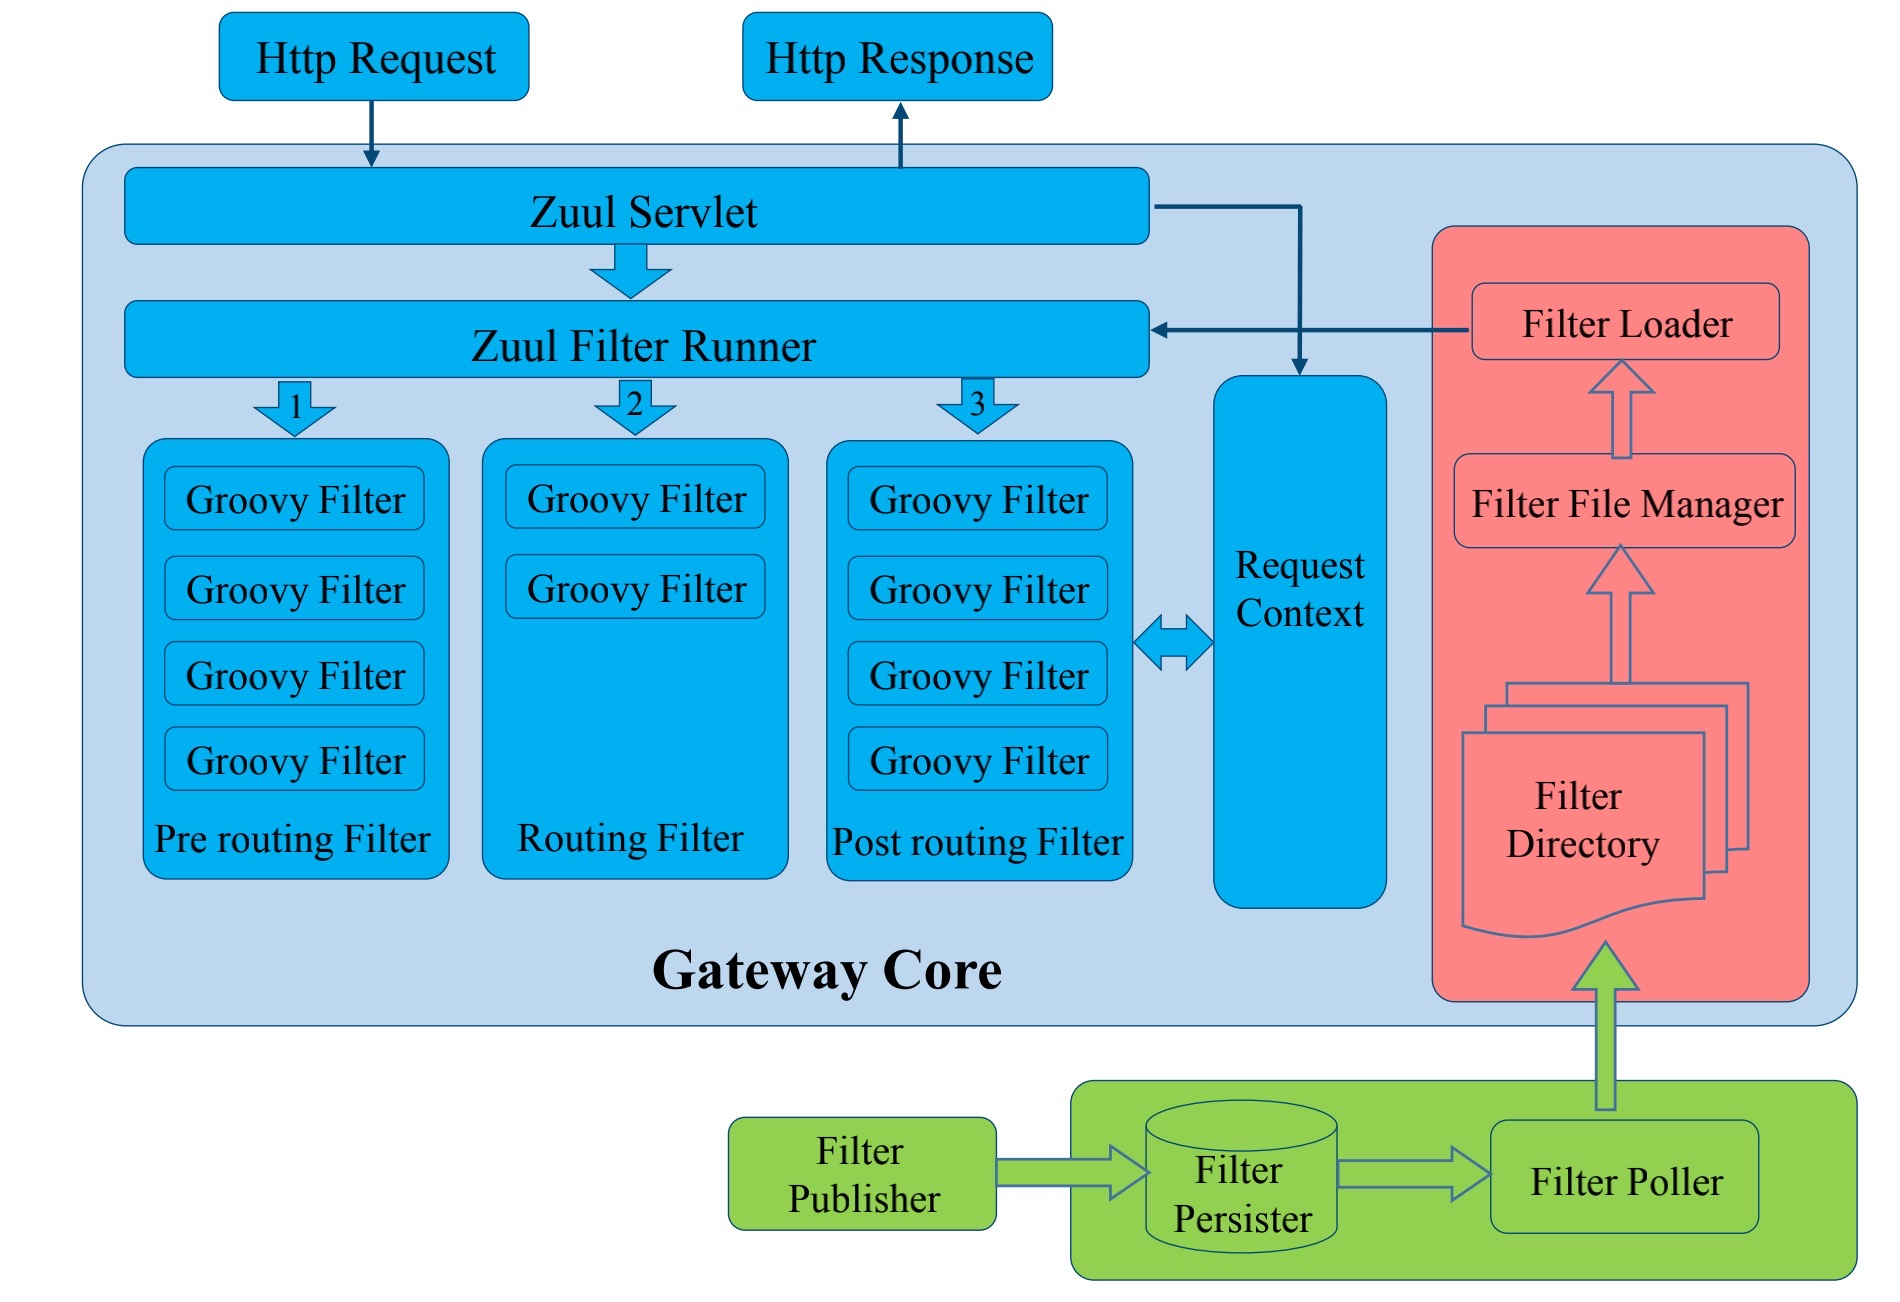 Http Request
Http Response
Zuul Servlet
Zuul Filter Runner
1
2
3
Groovy Filter
Groovy Filter
Groovy Filter
Groovy Filter
Pre routing Filter
Groovy Filter
Groovy Filter
Routing Filter
Groovy Filter
Groovy Filter
Groovy Filter
Groovy Filter
Post routing Filter
Request
Context
Filter Loader
Filter File Manager
Filter
Directory
Gateway Core
Filter
Publisher
Filter
Persister
Filter Poller